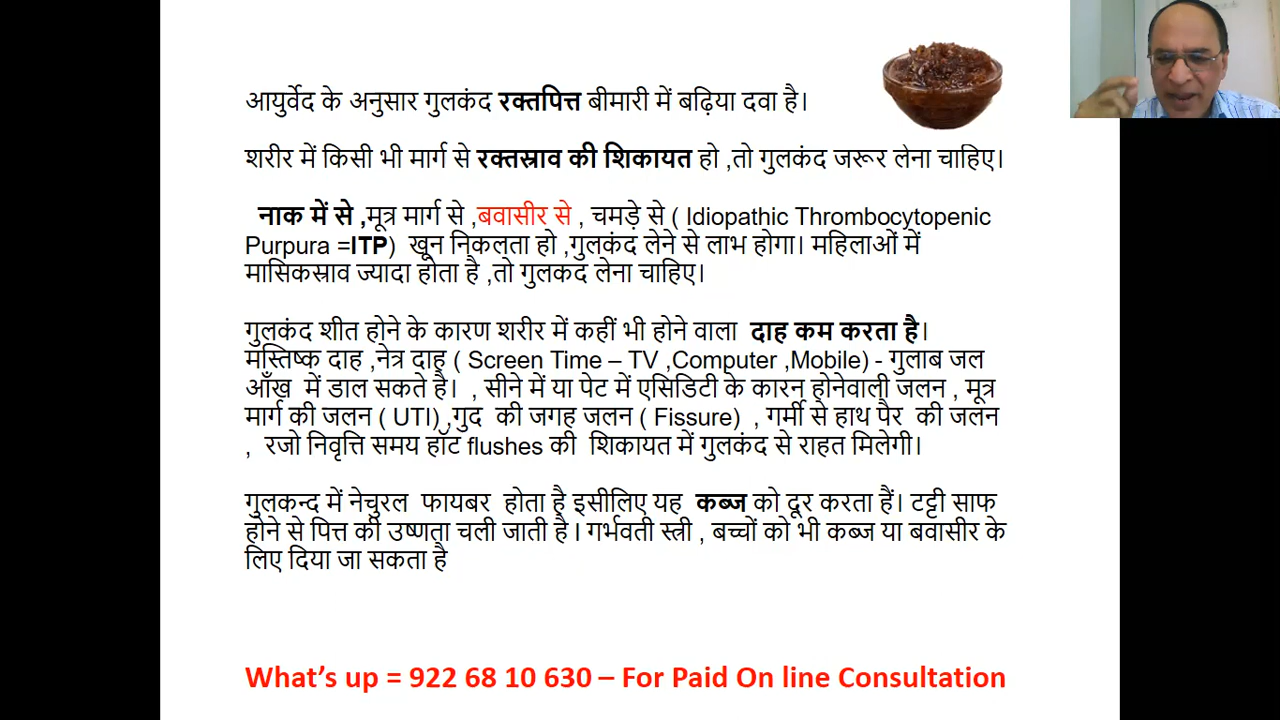 आयुर्वेद के अनुसार गुलकंद रक्तपित्त बीमारी में बढ़िया दवा है।
शरीर में किसी भी मार्ग से रक्तस्राव की शिकायत हो ,तो गुलकंद जरूर लेना चाहिए।
नाक में से ,मूत्र मार्ग से ,बवासीर से , चमड़े से ( Idiopathic Thrombocytopenic
Purpura =ITP) खून निकलता हो ,गुलकंद लेने से लाभ होगा। महिलाओं में
मासिकस्राव ज्यादा होता है ,तो गुलकद लेना चाहिए।
गुलकंद शीत होने के कारण शरीर में कहीं भी होने वाला दाह कम करता है।
मस्तिष्क दाह ,नेत्र दाह ( Screen Time – TV ,Computer ,Mobile) - गुलाब जल
आँख में डाल सकते है। , सीने में या पेट में एसिडिटी के कारन होनेवाली जलन , मूत्र
मार्ग की जलन ( UTI) ,गुद की जगह जलन ( Fissure) , गर्मी से हाथ पैर की जलन
, रजो निवृत्ति समय हॉट flushes की शिकायत में गुलकंद से राहत मिलेगी।
गुलकन्द में नेचुरल फायबर होता है इसीलिए यह कब्ज को दूर करता हैं। टट्टी साफ
होने से पित्त की उष्णता चली जाती है l गर्भवती स्त्री , बच्चों को भी कब्ज या बवासीर के
लिए दिया जा सकता है
What's up = 922 68 10 630 – For Paid On line Consultation